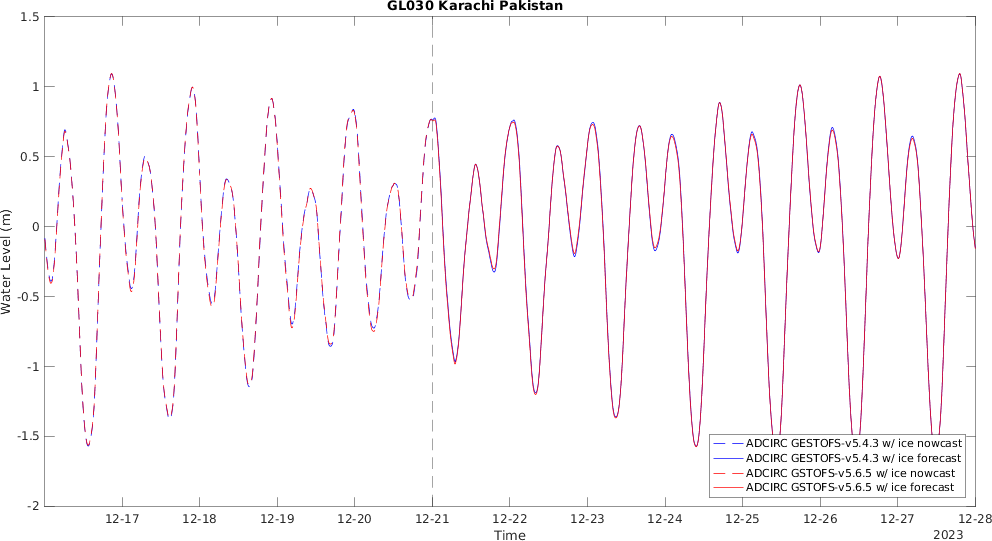 GL030 Karachi Pakistan
1.5
1
0.5
0
-0.5
-1
-1.5
-2
Water Level (m)
12-17 12-18 12-19 12-20 12-21 12-22 12-23 12-24 12-25 12-26 12-27 12-28
2023
Time
ADCIRC GESTOFS-v5.4.3 w/ ice nowcast
ADCIRC GESTOFS-v5.4.3 w/ ice forecast
ADCIRC GSTOFS-v5.6.5 w/ ice nowcast
ADCIRC GSTOFS-v5.6.5 w/ ice forecast